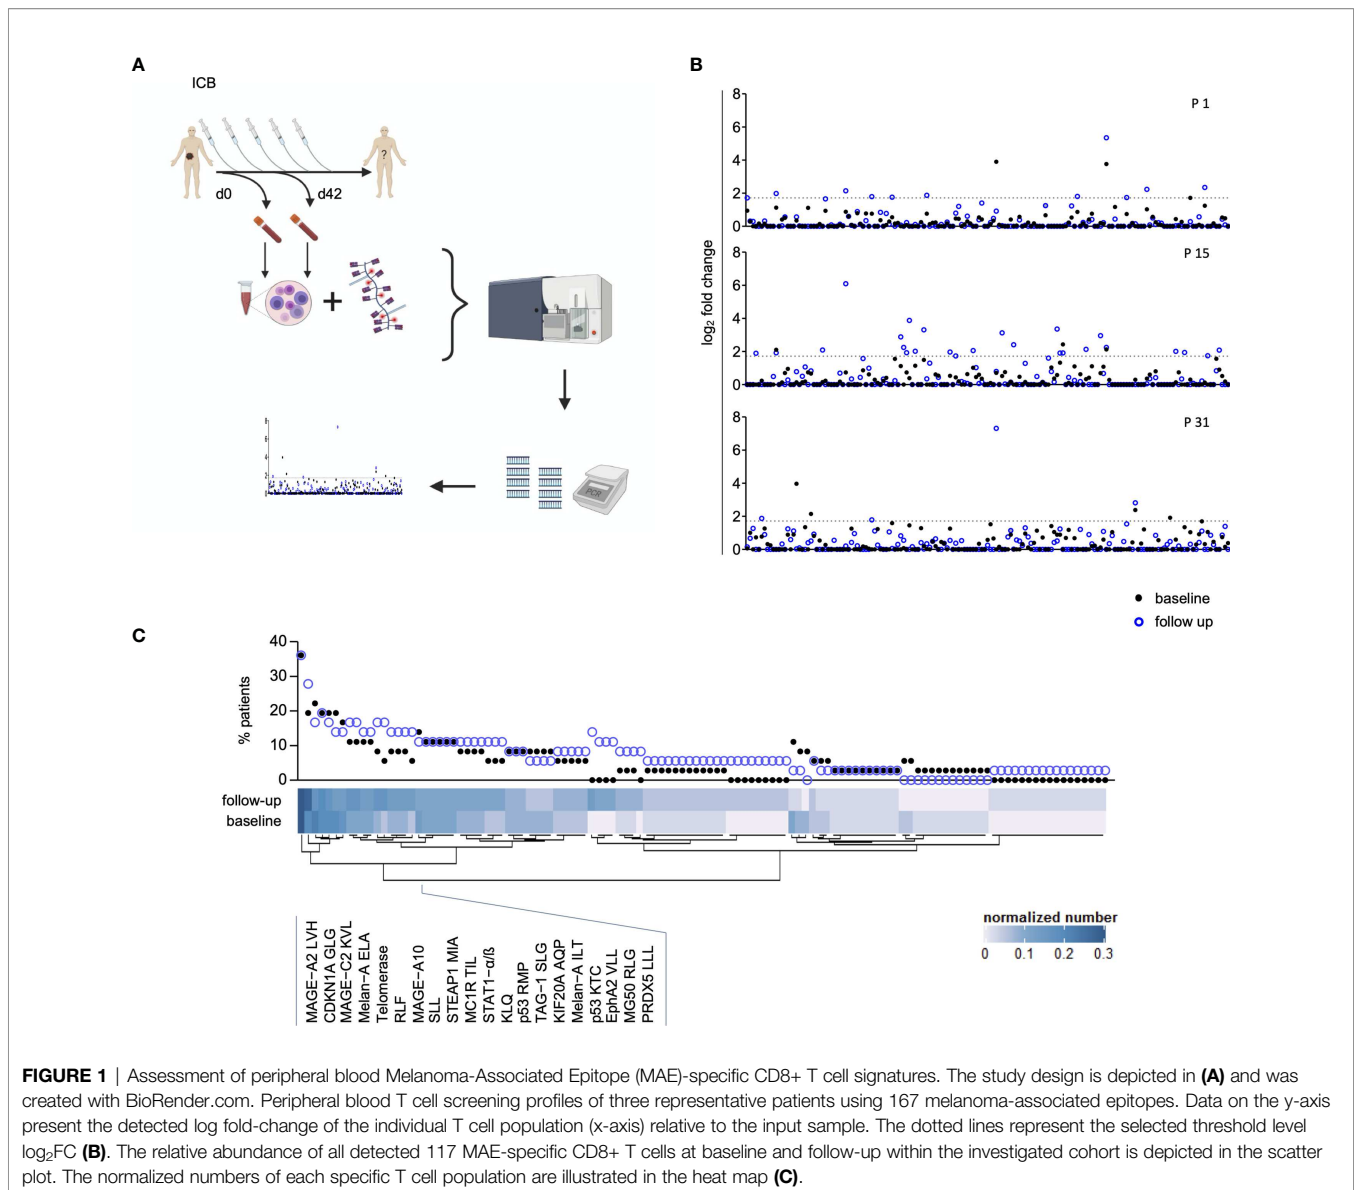 A
ICB
?
d0
d42
PCR
B
8
6
4
2
0
P 1
8
6
4
2
0
P 15
8
6
4
2
0
P 31
log2 fold change
baseline
follow up
C
40
30
20
10
0
% patients
follow-up
baseline
MAGE−A2 LVH
CDKN1A GLG
MAGE−C2 KVL
Melan−A ELA
Telomerase
RLF
MAGE−A10
SLL
STEAP1 MIA
MC1R TIL
STAT1−α/ß
KLQ
p53 RMP
TAG−1 SLG
KIF20A AQP
Melan−A ILT
p53 KTC
EphA2 VLL
MG50 RLG
PRDX5 LLL
normalized number
0 0.1 0.2 0.3
FIGURE 1 | Assessment of peripheral blood Melanoma-Associated Epitope (MAE)-specific CD8+ T cell signatures. The study design is depicted in (A) and was
created with BioRender.com. Peripheral blood T cell screening profiles of three representative patients using 167 melanoma-associated epitopes. Data on the y-axis
present the detected log fold-change of the individual T cell population (x-axis) relative to the input sample. The dotted lines represent the selected threshold level
log2FC (B). The relative abundance of all detected 117 MAE-specific CD8+ T cells at baseline and follow-up within the investigated cohort is depicted in the scatter
plot. The normalized numbers of each specific T cell population are illustrated in the heat map (C).